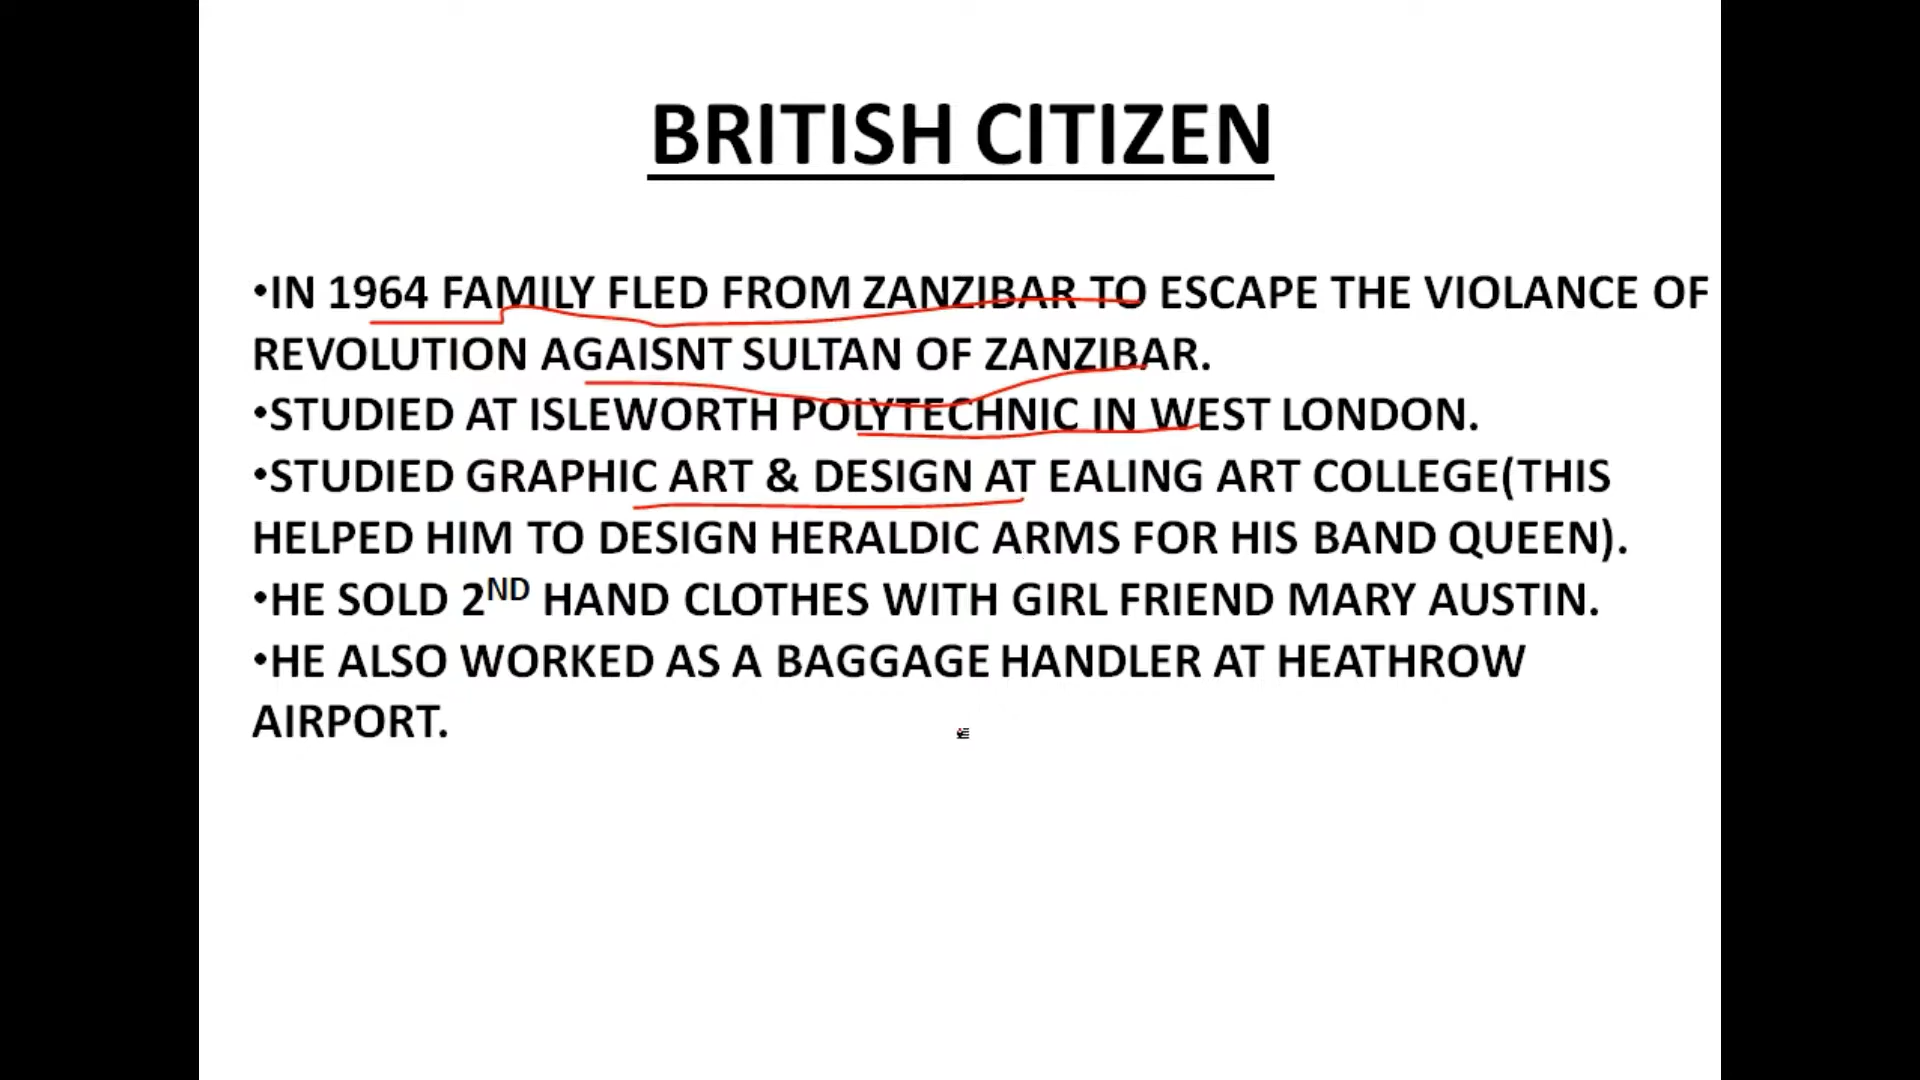 BRITISH CITIZEN
•IN 1964 FAMILY FLED FROM ZANZIBAR TO ESCAPE THE VIOLANCE OF
REVOLUTION AGAISNT SULTAN OF ZANZIBAR.
•STUDIED AT ISLEWORTH POLYTECHNIC IN WEST LONDON.
•STUDIED GRAPHIC ART & DESIGN AT EALING ART COLLEGE(THIS
HELPED HIM TO DESIGN HERALDIC ARMS FOR HIS BAND QUEEN).
•HE SOLD 2ND HAND CLOTHES WITH GIRL FRIEND MARY AUSTIN.
•HE ALSO WORKED AS A BAGGAGE HANDLER AT HEATHROW
AIRPORT.